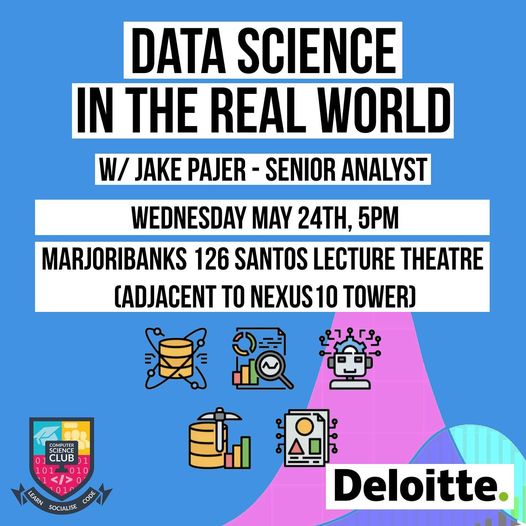 DATA SCIENCE
IN THE REAL WORLD
W/ JAKE PAJER - SENIOR ANALYST
WEDNESDAY MAY 24TH, 5PM
MARJORIBANKS 126 SANTOS LECTURE THEATRE
(ADJACENT TO NEXUS10 TOWER)
COMPUTER
SCIENCE
CLUB
LEARN SOCIALISE CODE
Deloitte.